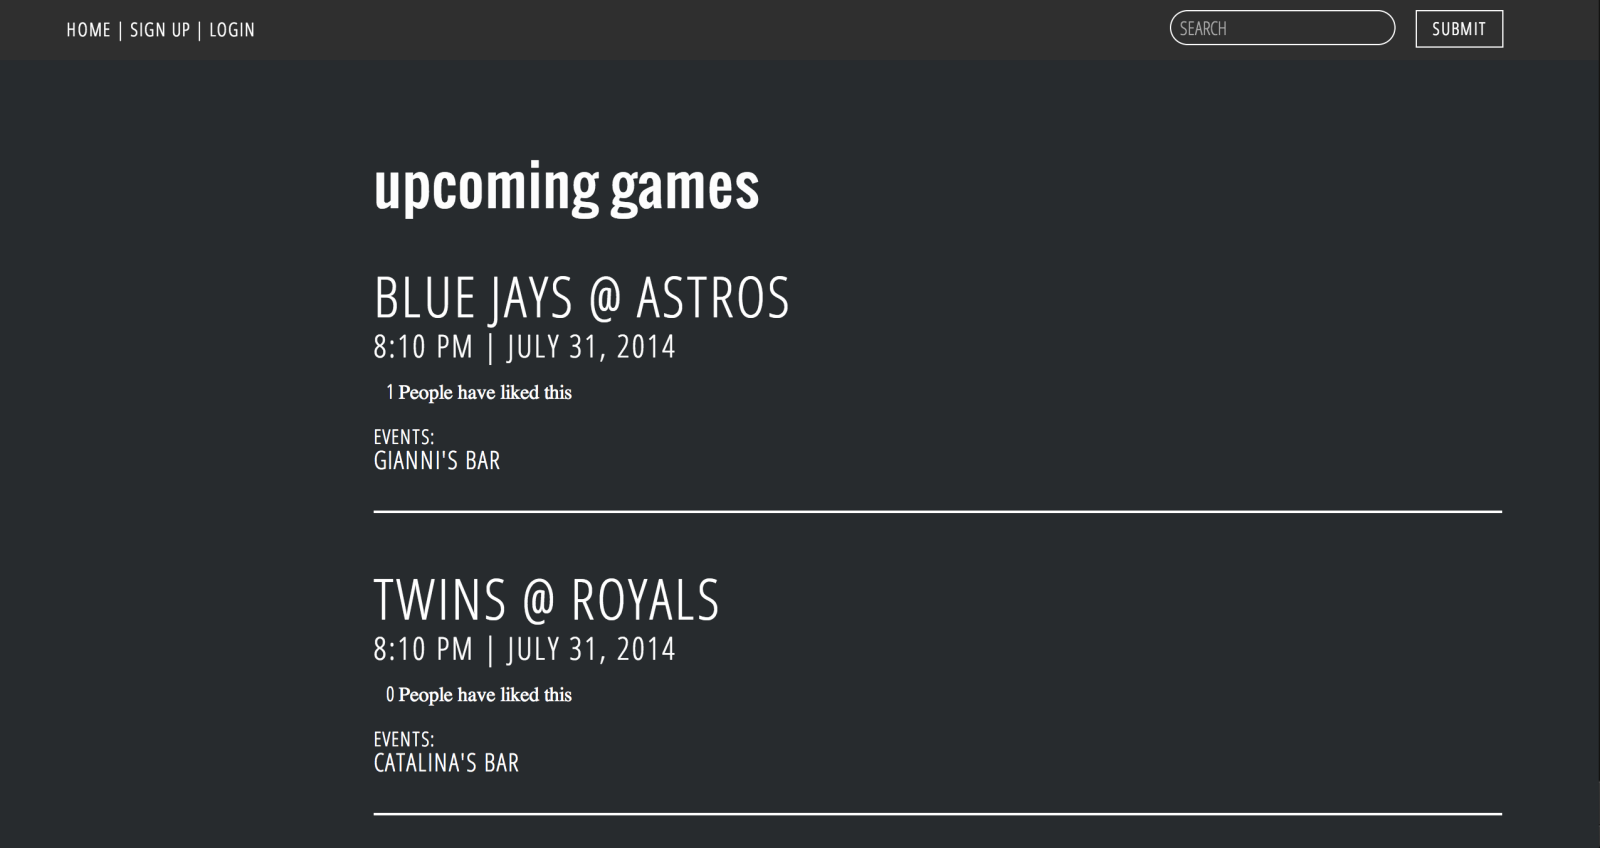 HOME | SIGN UP | LOGIN
SEARCH
SUBMIT
upcoming games
BLUE JAYS @ ASTROS
8:10 PM | JULY 31, 2014
1 People have liked this
EVENTS:
GIANNI'S BAR
TWINS @ ROYALS
8:10 PM | JULY 31, 2014
0 People have liked this
EVENTS:
CATALINA'S BAR